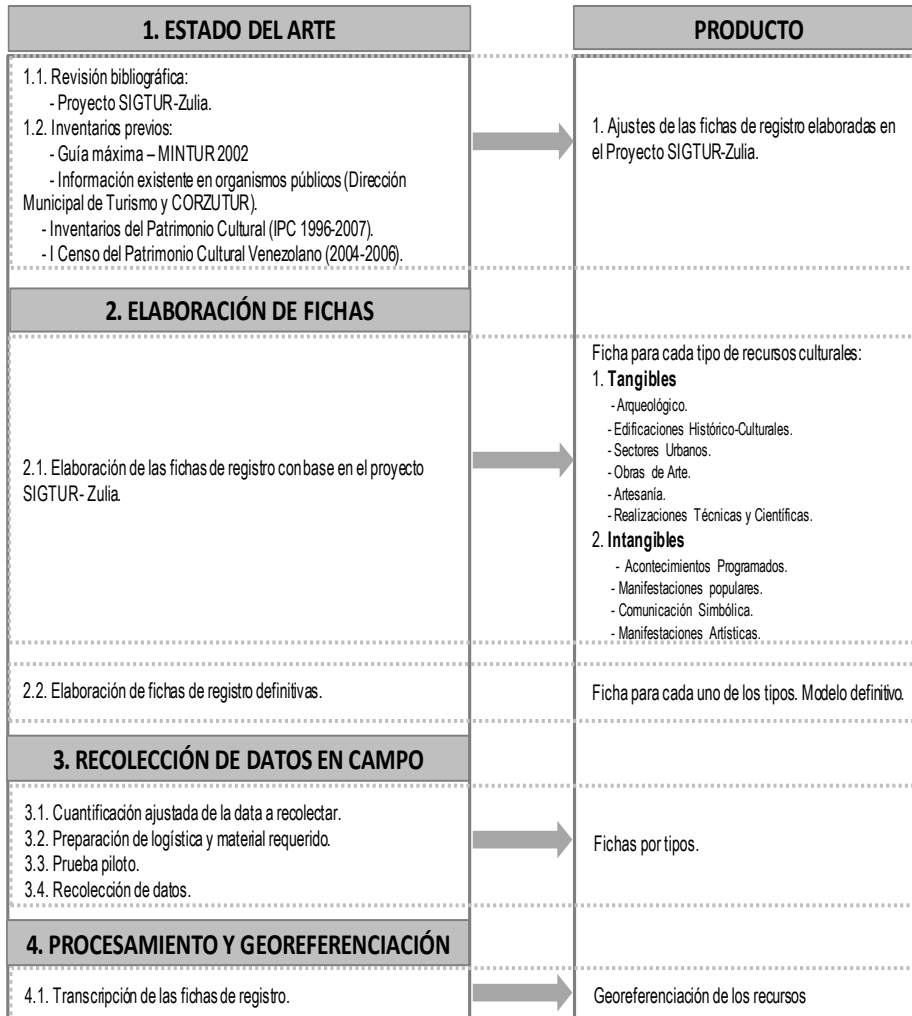 1. ESTADO DEL ARTE
PRODUCTO
1.1. Revisión bibliográfica:
- Proyecto SIGTUR-Zulia.
1.2. Inventarios previos:
- Guía máxima – MINTUR 2002
- Información existente en organismos públicos (Dirección
Municipal de Turismo y CORZUTUR).
- Inventarios del Patrimonio Cultural (IPC 1996-2007).
- I Censo del Patrimonio Cultural Venezolano (2004-2006).
1. Ajustes de las fichas de registro elaboradas en
el Proyecto SIGTUR-Zulia.
2. ELABORACIÓN DE FICHAS
2.1. Elaboración de las fichas de registro con base en el proyecto
SIGTUR- Zulia.
Ficha para cada tipo de recursos culturales:
1. Tangibles
- Arqueológico.
- Edificaciones Histórico-Culturales.
- Sectores Urbanos.
- Obras de Arte.
- Artesanía.
- Realizaciones Técnicas y Científicas.
2. Intangibles
- Acontecimientos Programados.
- Manifestaciones populares.
- Comunicación Simbólica.
- Manifestaciones Artísticas.
2.2. Elaboración de fichas de registro definitivas.
Ficha para cada uno de los tipos. Modelo definitivo.
3. RECOLECCIÓN DE DATOS EN CAMPO
3.1. Cuantificación ajustada de la data a recolectar.
3.2. Preparación de logística y material requerido.
3.3. Prueba piloto.
3.4. Recolección de datos.
Fichas por tipos.
4. PROCESAMIENTO Y GEOREFERENCIACIÓN
4.1. Transcripción de las fichas de registro.
Georeferenciación de los recursos